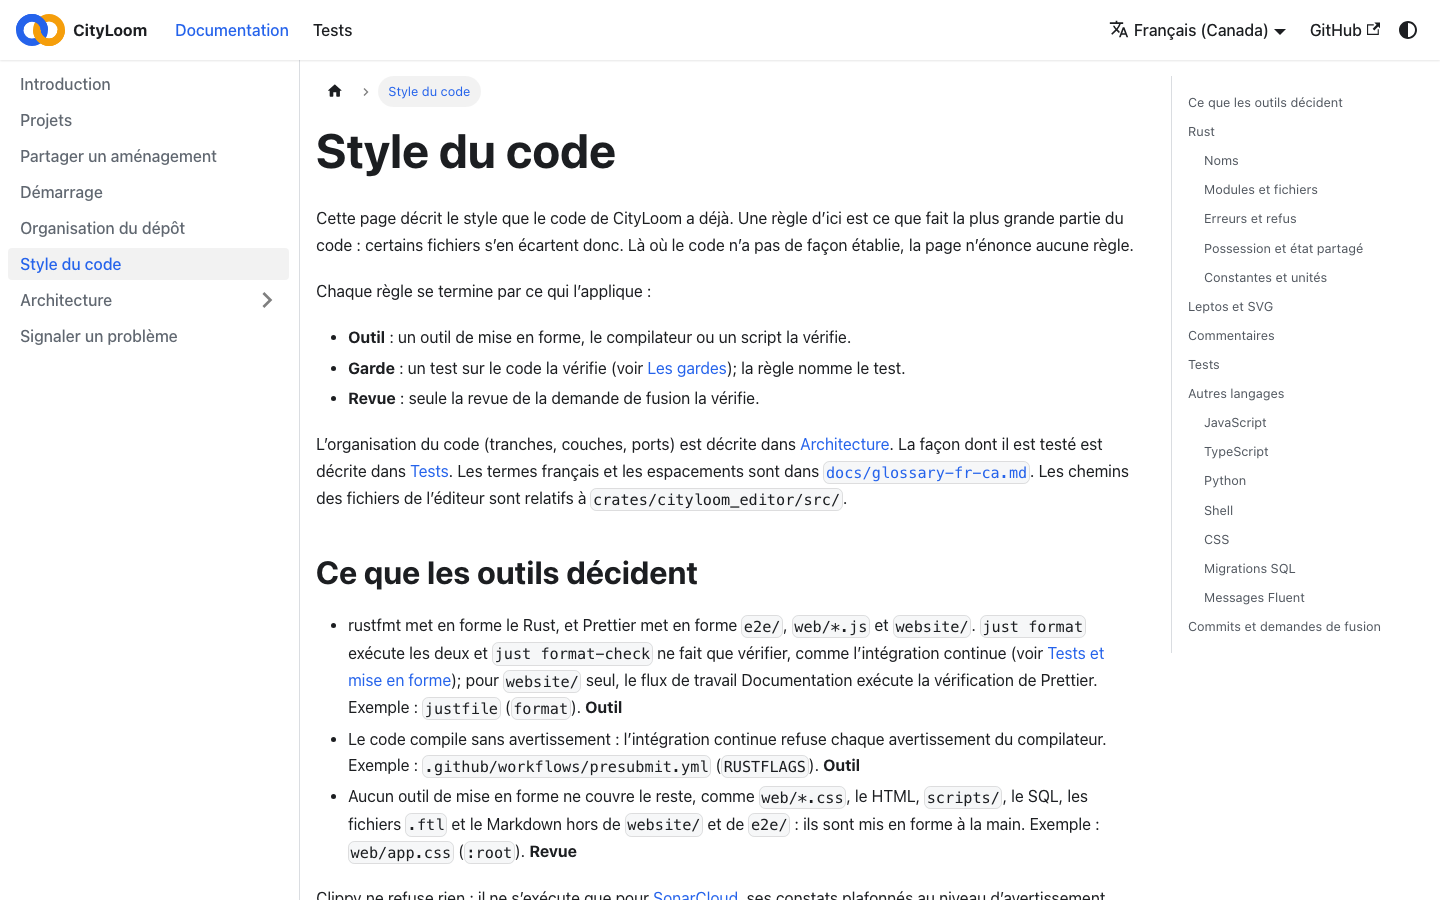 CityLoom
Documentation
Tests
Français (Canada)
GitHub
Introduction
Projets
Partager un aménagement
Démarrage
Organisation du dépôt
Style du code
Architecture
Signaler un problème
Style du code
Style du code
Cette page décrit le style que le code de CityLoom a déjà. Une règle d’ici est ce que fait la plus grande partie du
code : certains fichiers s’en écartent donc. Là où le code n’a pas de façon établie, la page n’énonce aucune règle.
Chaque règle se termine par ce qui l’applique :
Outil : un outil de mise en forme, le compilateur ou un script la vérifie.
Garde : un test sur le code la vérifie (voir Les gardes); la règle nomme le test.
Revue : seule la revue de la demande de fusion la vérifie.
L’organisation du code (tranches, couches, ports) est décrite dans Architecture. La façon dont il est testé est
décrite dans Tests. Les termes français et les espacements sont dans docs/glossary-fr-ca.md. Les chemins
des fichiers de l’éditeur sont relatifs à crates/cityloom_editor/src/.
Ce que les outils décident
rustfmt met en forme le Rust, et Prettier met en forme e2e/, web/*.js et website/. just format
exécute les deux et just format-check ne fait que vérifier, comme l’intégration continue (voir Tests et
mise en forme); pour website/ seul, le flux de travail Documentation exécute la vérification de Prettier.
Exemple : justfile (format). Outil
Le code compile sans avertissement : l’intégration continue refuse chaque avertissement du compilateur.
Exemple : .github/workflows/presubmit.yml (RUSTFLAGS). Outil
Aucun outil de mise en forme ne couvre le reste, comme web/*.css, le HTML, scripts/, le SQL, les
fichiers .ftl et le Markdown hors de website/ et de e2e/ : ils sont mis en forme à la main. Exemple :
web/app.css (:root). Revue
Clippy ne refuse rien : il ne s’exécute que pour SonarCloud, ses constats plafonnés au niveau d’avertissement
Ce que les outils décident
Rust
Noms
Modules et fichiers
Erreurs et refus
Possession et état partagé
Constantes et unités
Leptos et SVG
Commentaires
Tests
Autres langages
JavaScript
TypeScript
Python
Shell
CSS
Migrations SQL
Messages Fluent
Commits et demandes de fusion